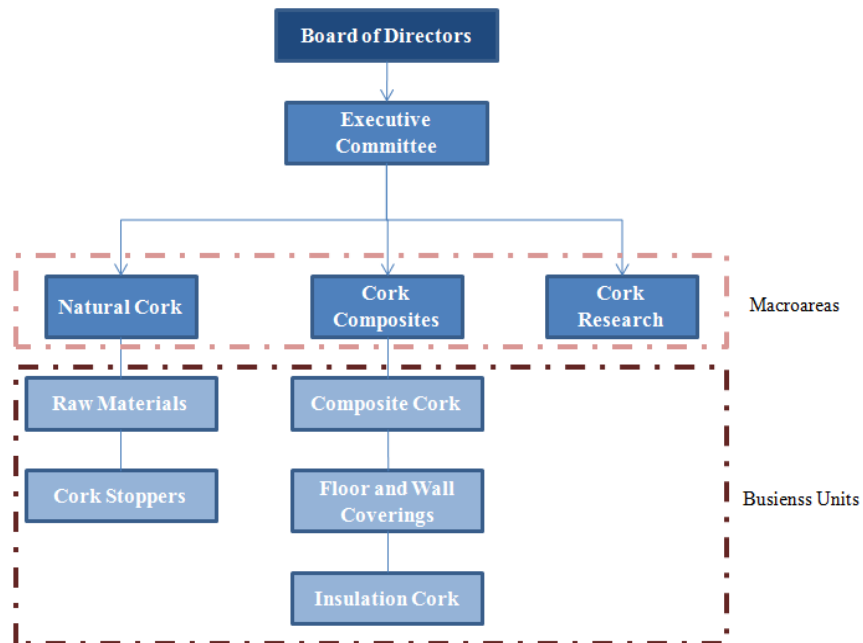 Board of Directors
Executive
Committee
Natural Cork
Cork
Composites
Cork
Research
Macroareas
Raw Materials
Composite Cork
Cork Stoppers
Floor and Wall
Coverings
Busienss Units
Insulation Cork